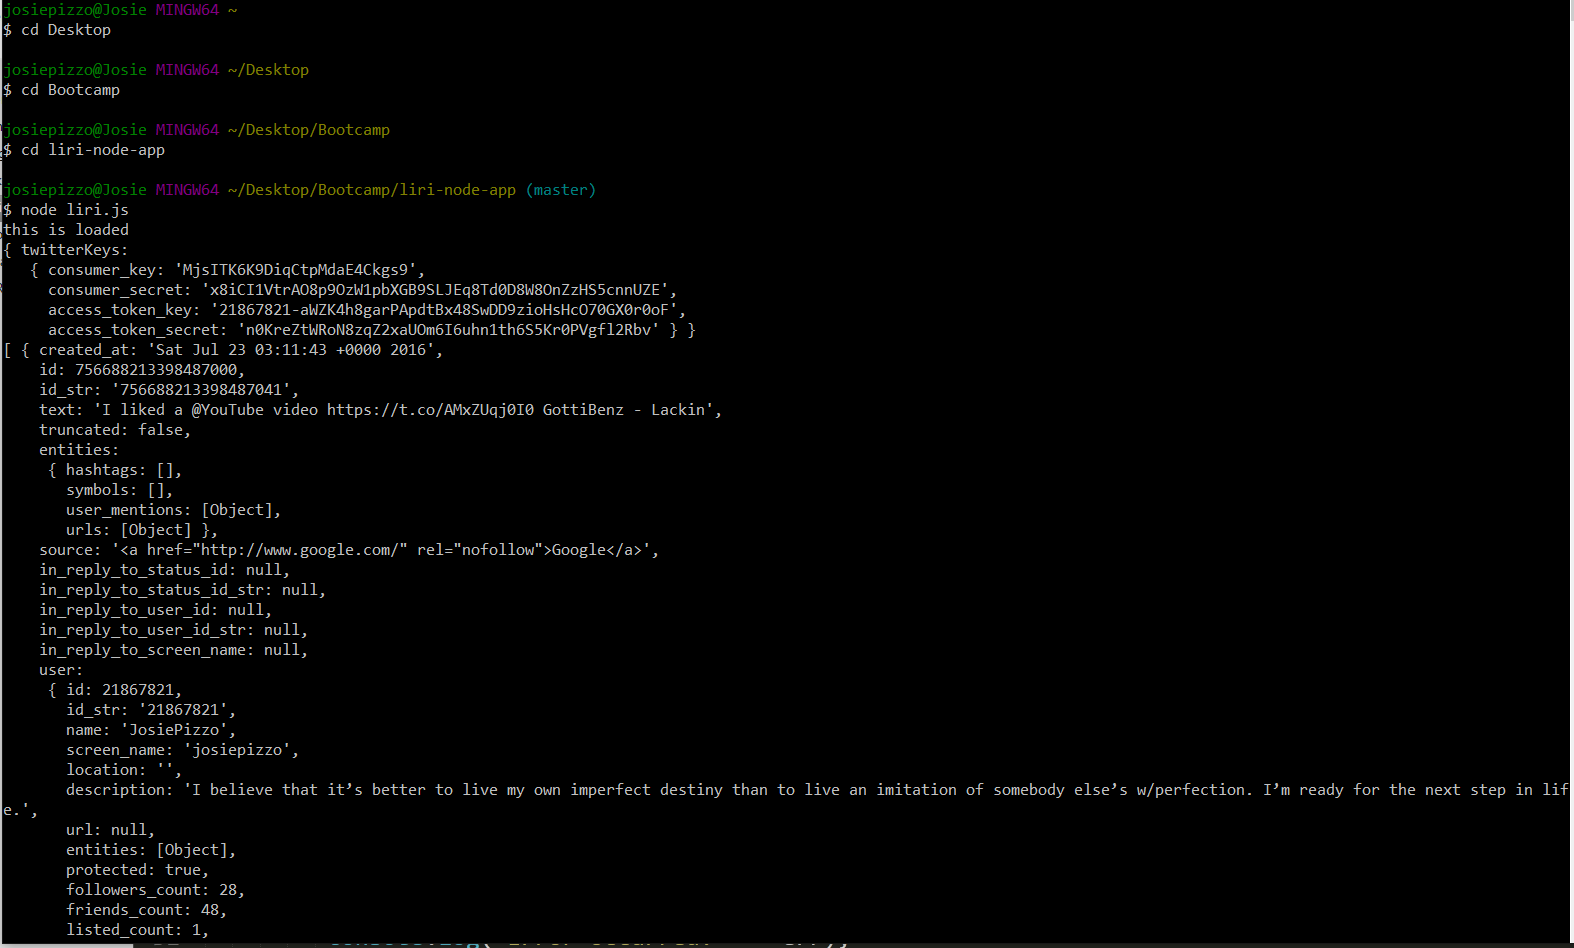 josiepizzo@Josie MINGW64 ~
$ cd Desktop
josiepizzo@Josie MINGW64 ~/Desktop
$ cd Bootcamp
josiepizzo@Josie MINGW64 ~/Desktop/Bootcamp
$ cd liri-node-app
josiepizzo@Josie MINGW64 ~/Desktop/Bootcamp/liri-node-app (master)
$ node liri.js
this is loaded
{ twitterKeys:
{ consumer_key: 'MjsITK6K9DiqCtpMdaE4Ckgs9',
consumer_secret: 'x8iCI1VtrAO8p9OzW1pbXGB9SLJEq8Td0D8W8OnZzHS5cnnUZE',
access_token_key: '21867821-aWZK4h8garPApdtBx48SwDD9zioHsHcO70GX0r0oF',
access_token_secret: 'n0KreZtWRoN8zqZ2xaUOm6I6uhn1th6S5Kr0PVgfl2Rbv' } }
[ { created_at: 'Sat Jul 23 03:11:43 +0000 2016',
id: 756688213398487000,
id_str: '756688213398487041',
text: 'I liked a @YouTube video https://t.co/AMxZUqj0I0 GottiBenz - Lackin',
truncated: false,
entities:
{ hashtags: [],
symbols: [],
user_mentions: [Object],
urls: [Object] },
source: '<a href="http://www.google.com/" rel="nofollow">Google</a>',
in_reply_to_status_id: null,
in_reply_to_status_id_str: null,
in_reply_to_user_id: null,
in_reply_to_user_id_str: null,
in_reply_to_screen_name: null,
user:
{ id: 21867821,
id_str: '21867821',
name: 'JosiePizzo',
screen_name: 'josiepizzo',
location: '',
description: 'I believe that it’s better to live my own imperfect destiny than to live an imitation of somebody else’s w/perfection. I’m ready for the next step in lif
e.',
url: null,
entities: [Object],
protected: true,
followers_count: 28,
friends_count: 48,
listed_count: 1,